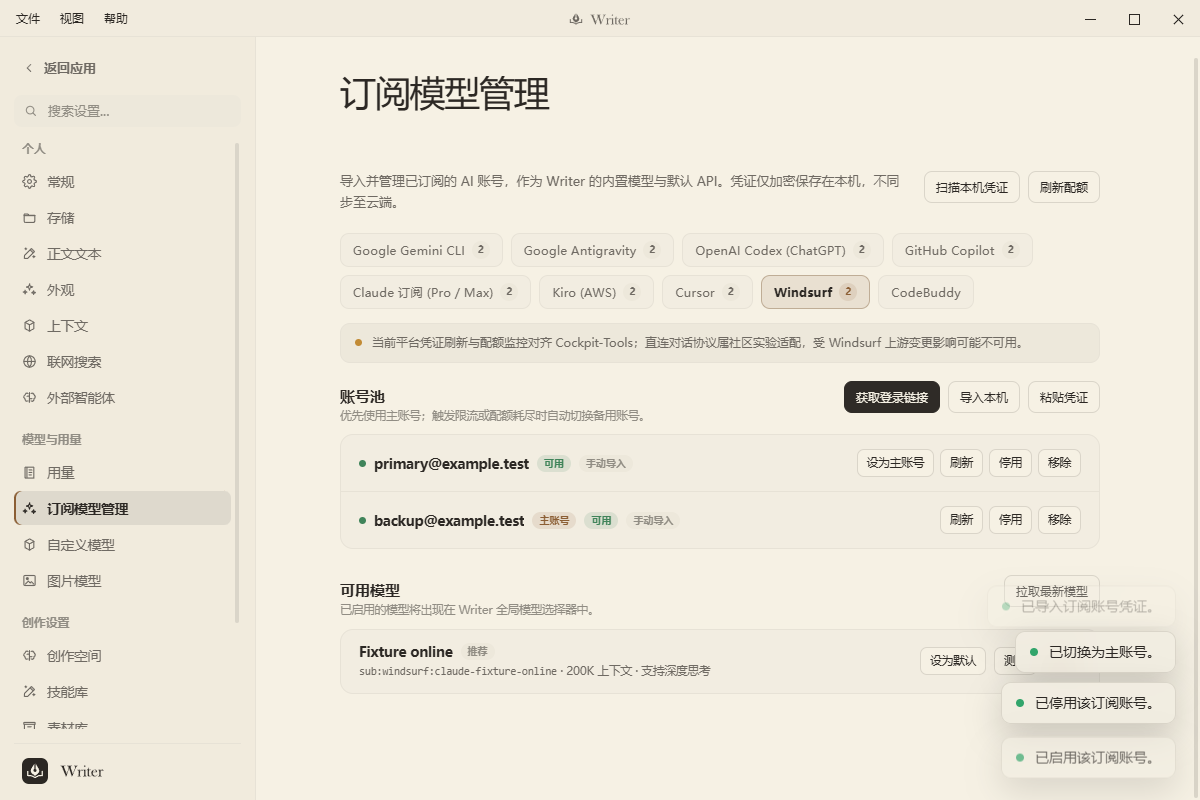 文件 视图 帮助
Writer
返回应用
搜索设置...
个人
常规
存储
正文文本
外观
上下文
联网搜索
外部智能体
模型与用量
用量
订阅模型管理
自定义模型
图片模型
创作设置
创作空间
技能库
素材库
Writer
订阅模型管理
导入并管理已订阅的 AI 账号，作为 Writer 的内置模型与默认 API。凭证仅加密保存在本机，不同
步至云端。
扫描本机凭证 刷新配额
Google Gemini CLI 2 Google Antigravity 2 OpenAI Codex (ChatGPT) 2 GitHub Copilot 2
Claude 订阅 (Pro / Max) 2 Kiro (AWS) 2 Cursor 2 Windsurf 2 CodeBuddy
当前平台凭证刷新与配额监控对齐 Cockpit-Tools；直连对话协议属社区实验适配，受 Windsurf 上游变更影响可能不可用。
账号池
优先使用主账号；触发限流或配额耗尽时自动切换备用账号。
获取登录链接 导入本机 粘贴凭证
primary@example.test 可用 手动导入 设为主账号 刷新 停用 移除
backup@example.test 主账号 可用 手动导入 刷新 停用 移除
可用模型
已启用的模型将出现在 Writer 全局模型选择器中。
拉取最新模型
Fixture online 推荐
sub:windsurf:claude-fixture-online · 200K 上下文 · 支持深度思考
设为默认 测
已导入订阅账号凭证。
已切换为主账号。
已停用该订阅账号。
已启用该订阅账号。